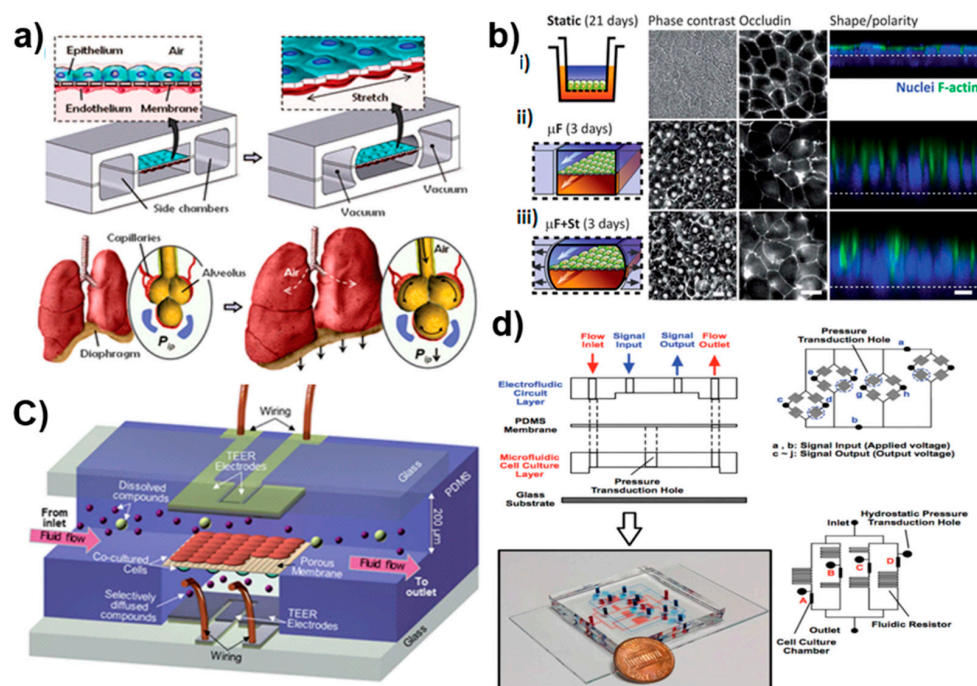 a)
Epithelium
Air
Endothelium
Membrane
Stretch
Side chambers
Vacuum
Vacuum
Capillaries
Alveolus
Diaphragm
Pip
Air
Air
Pip↓
b)
Static (21 days)
Phase contrast
Occludin
Shape/polarity
i)
Nuclei F-actin
ii)
μF (3 days)
iii)
μF+St (3 days)
C)
Wiring
TEER
Electrodes
Glass
PDMS
Dissolved
compounds
200 μm
From
inlet
Fluid flow
Fluid flow
To
outlet
Co-cultured
Cells
Porous
Membrane
Selectively
diffused
compounds
TEER
Electrodes
Wiring
Glass
d)
Flow
Inlet
Signal
Input
Signal
Output
Flow
Outlet
Electrofludic
Circuit
Layer
PDMS
Membrane
Microfluidic
Cell Culture
Layer
Pressure
Transduction Hole
Glass
Substrate
Pressure
Transduction
Hole
a
e
f
c
d
g
h
b
a , b: Signal Input (Applied voltage)
c ~ j: Signal Output (Output voltage)
Inlet
Hydrostatic Pressure
Transduction Hole
A
B
C
D
Outlet
Cell Culture
Chamber
Fluidic Resistor